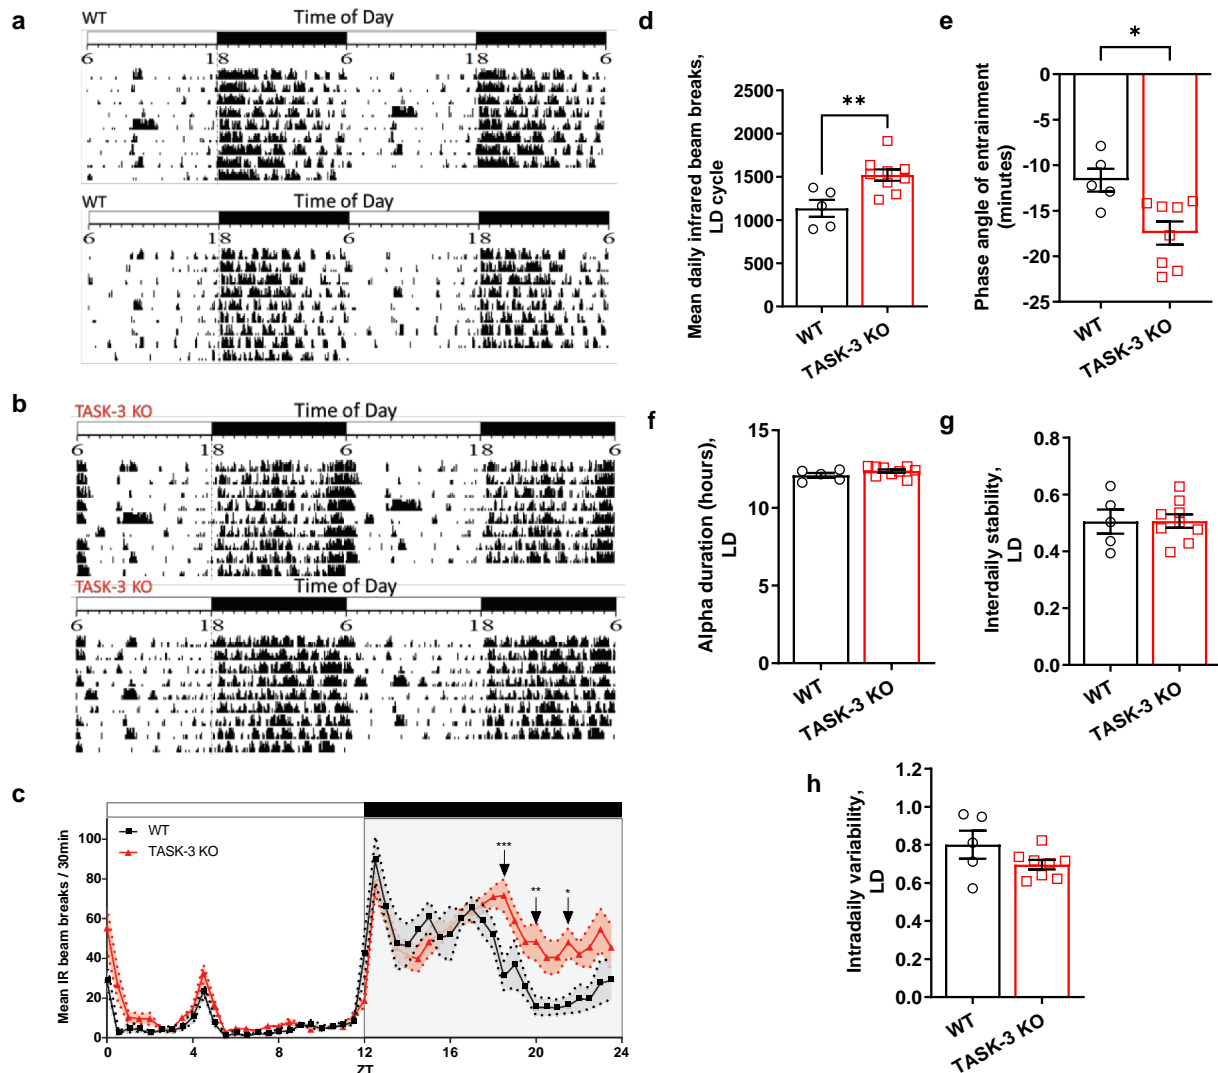 a
WT
Time of Day
6 18 6 18 6
WT
Time of Day
6 18 6 18 6
b
TASK-3 KO
Time of Day
6 18 6 18 6
TASK-3 KO
Time of Day
6 18 6 18 6
c
Mean IR beam breaks / 30min
100
80
60
40
20
0
WT
TASK-3 KO
***
**
*
0 4 8 12 16 20 24
ZT
d
Mean daily infrared beam breaks,
LD cycle
2500
2000
1500
1000
500
0
**
WT
TASK-3 KO
e
Phase angle of entrainment
(minutes)
*
0
-5
-10
-15
-20
-25
WT
TASK-3 KO
f
Alpha duration (hours),
LD
15
10
5
0
WT
TASK-3 KO
g
Interdaily stability,
LD
0.8
0.6
0.4
0.2
0.0
WT
TASK-3 KO
h
Intradaily variability,
LD
1.2
1.0
0.8
0.6
0.4
0.2
0.0
WT
TASK-3 KO